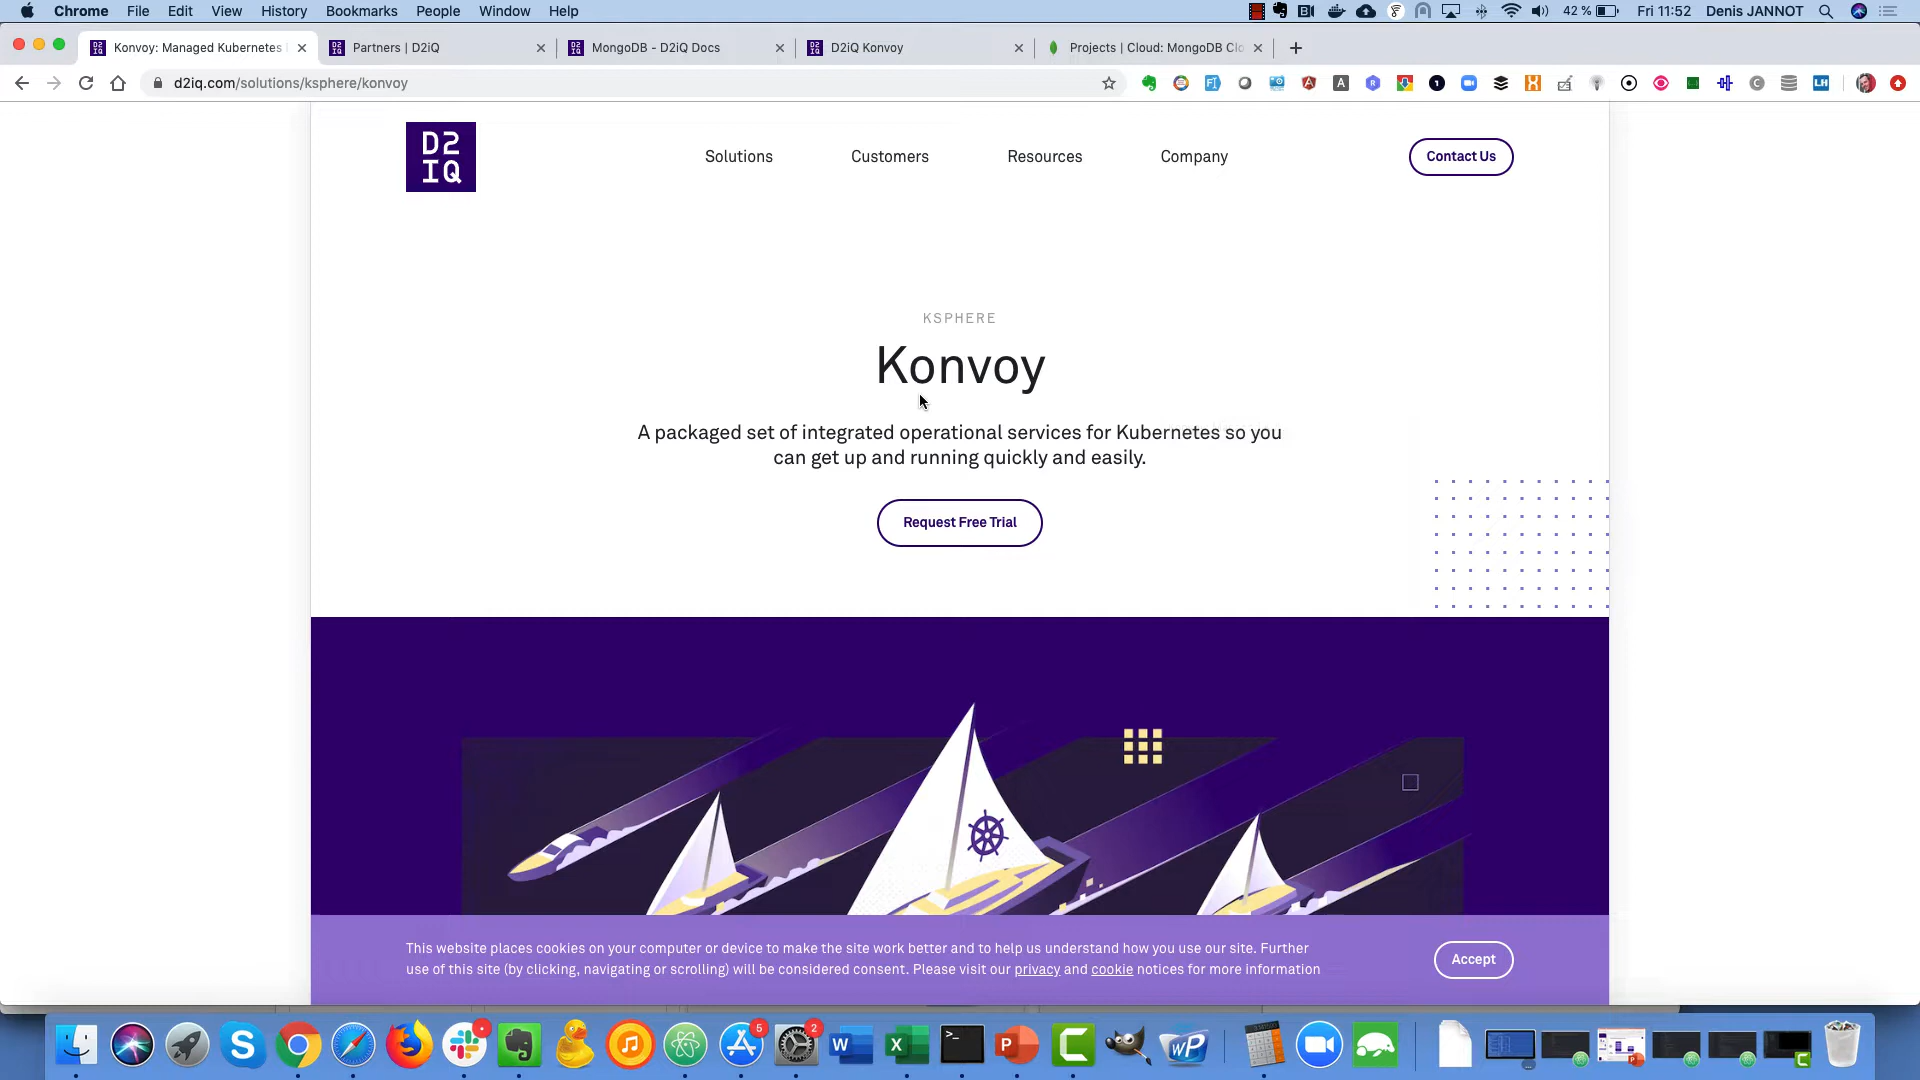 Chrome File Edit View History Bookmarks People Window Help 42 % Fri 11:52 Denis JANNOT
Konvoy: Managed Kubernetes
Partners | D2iQ
MongoDB - D2iQ Docs
D2iQ Konvoy
Projects | Cloud: MongoDB Clo
d2iq.com/solutions/ksphere/konvoy
D2
IQ
Solutions
Customers
Resources
Company
Contact Us
KSPHERE
Konvoy
A packaged set of integrated operational services for Kubernetes so you
can get up and running quickly and easily.
Request Free Trial
This website places cookies on your computer or device to make the site work better and to help us understand how you use our site. Further
use of this site (by clicking, navigating or scrolling) will be considered consent. Please visit our privacy and cookie notices for more information
Accept
5
2